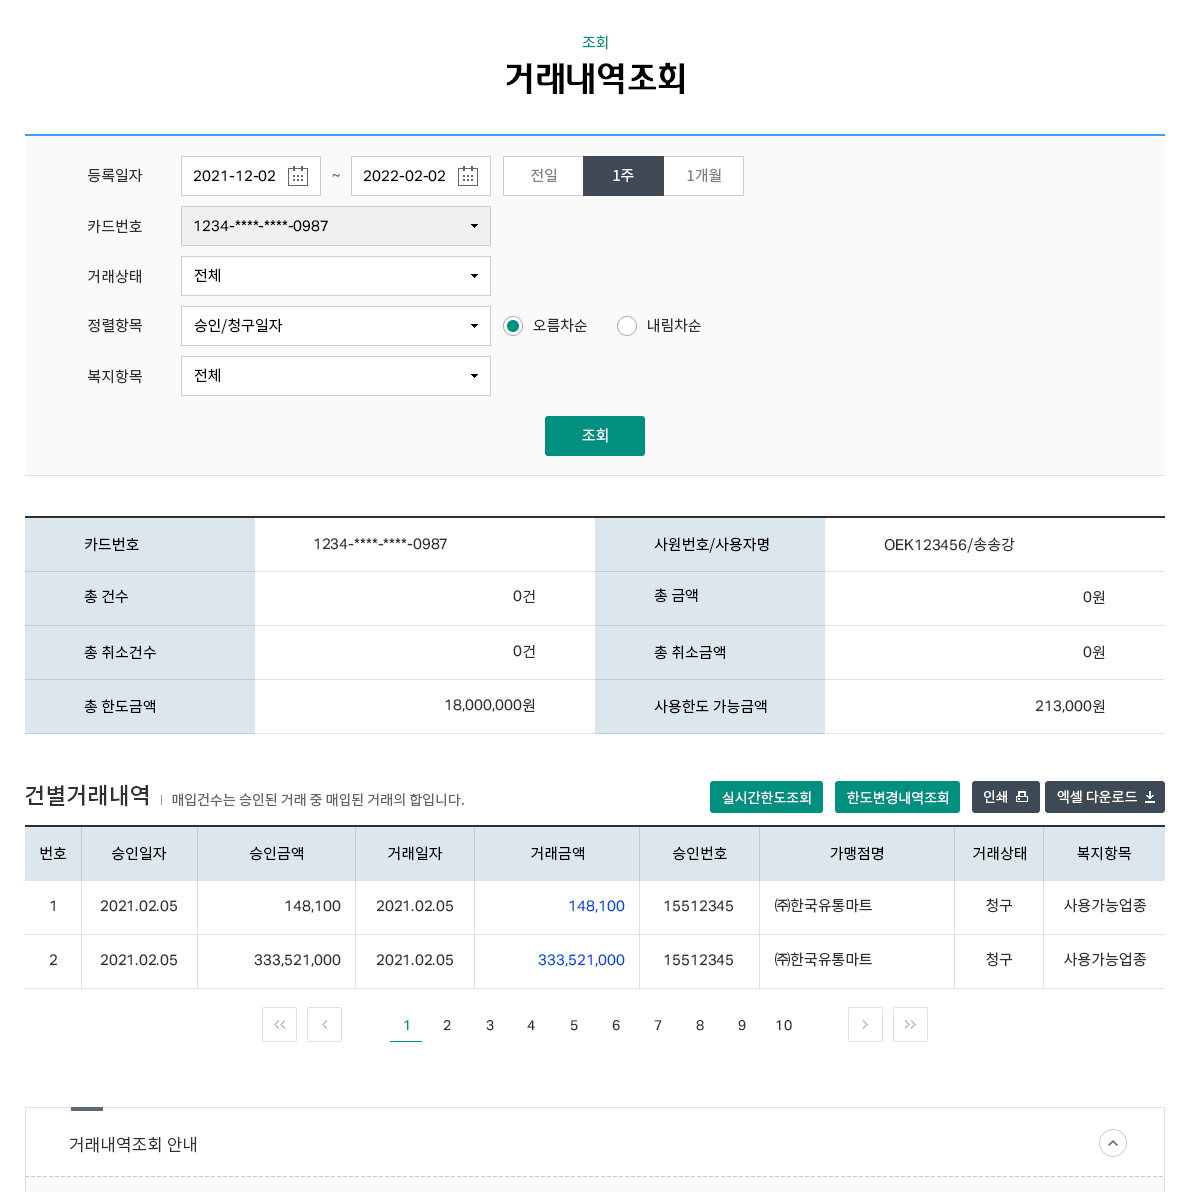 조회
거래내역조회
등록일자 2021-12-02 ~ 2022-02-02 전일 1주 1개월
카드번호 1234-****-****-0987
거래상태 전체
정렬항목 승인/청구일자 오름차순 내림차순
복지항목 전체
조회
카드번호 1234-****-****-0987 사원번호/사용자명 OEK123456/송송강
총 건수 0건 총 금액 0원
총 취소건수 0건 총 취소금액 0원
총 한도금액 18,000,000원 사용한도 가능금액 213,000원
건별거래내역 매입건수는 승인된 거래 중 매입된 거래의 합입니다. 실시간한도조회 한도변경내역조회 인쇄 엑셀 다운로드
번호 승인일자 승인금액 거래일자 거래금액 승인번호 가맹점명 거래상태 복지항목
1 2021.02.05 148,100 2021.02.05 148,100 15512345 ㈜한국유통마트 청구 사용가능업종
2 2021.02.05 333,521,000 2021.02.05 333,521,000 15512345 ㈜한국유통마트 청구 사용가능업종
1 2 3 4 5 6 7 8 9 10
거래내역조회 안내